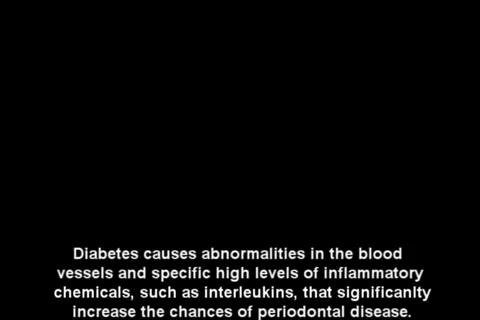 Diabetes causes abnormalities in the blood
vessels and specific high levels of inflammatory
chemicals, such as interleukins, that significanlty
increase the chances of periodontal disease.